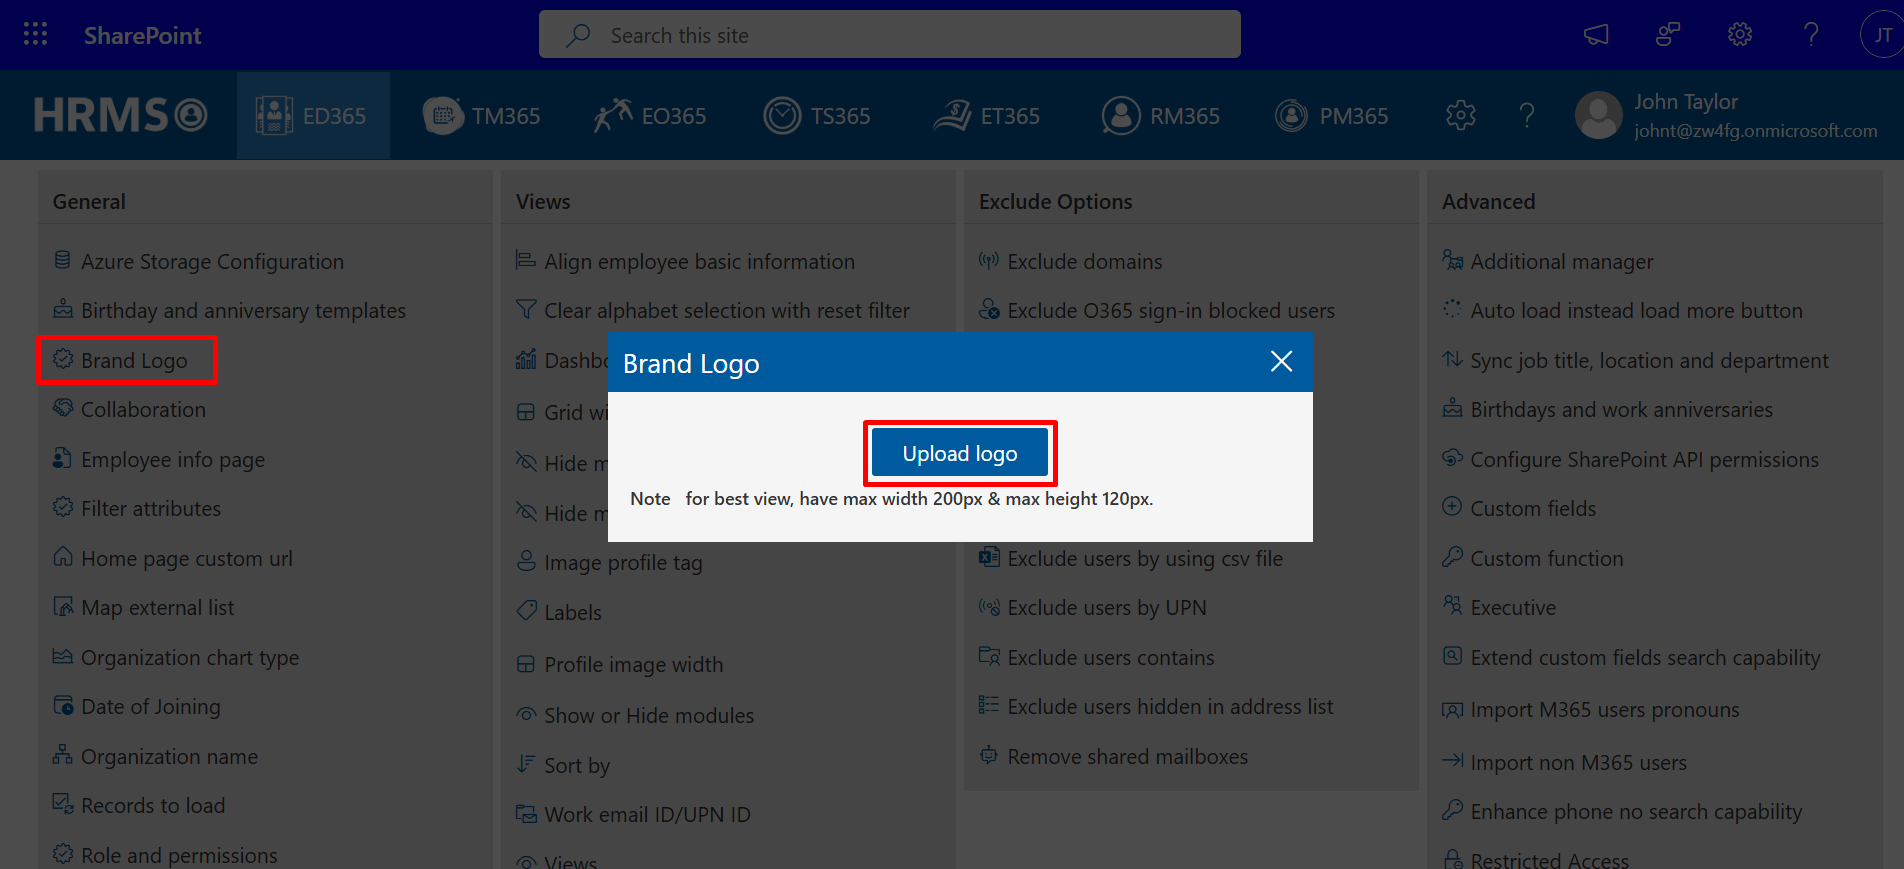 SharePoint
Search this site
JT
HRMS
ED365
TM365
EO365
TS365
ET365
RM365
PM365
John Taylor
johnt@zw4fg.onmicrosoft.com
General
Azure Storage Configuration
Birthday and anniversary templates
Brand Logo
Collaboration
Employee info page
Filter attributes
Home page custom url
Map external list
Organization chart type
Date of Joining
Organization name
Records to load
Role and permissions
Views
Align employee basic information
Clear alphabet selection with reset filter
Dashbo
Grid wi
Hide m
Hide m
Image profile tag
Labels
Profile image width
Show or Hide modules
Sort by
Work email ID/UPN ID
Views
Exclude Options
Exclude domains
Exclude O365 sign-in blocked users
Exclude users by using csv file
Exclude users by UPN
Exclude users contains
Exclude users hidden in address list
Remove shared mailboxes
Advanced
Additional manager
Auto load instead load more button
Sync job title, location and department
Birthdays and work anniversaries
Configure SharePoint API permissions
Custom fields
Custom function
Executive
Extend custom fields search capability
Import M365 users pronouns
Import non M365 users
Enhance phone no search capability
Restricted Access
Brand Logo
Upload logo
Note for best view, have max width 200px & max height 120px.